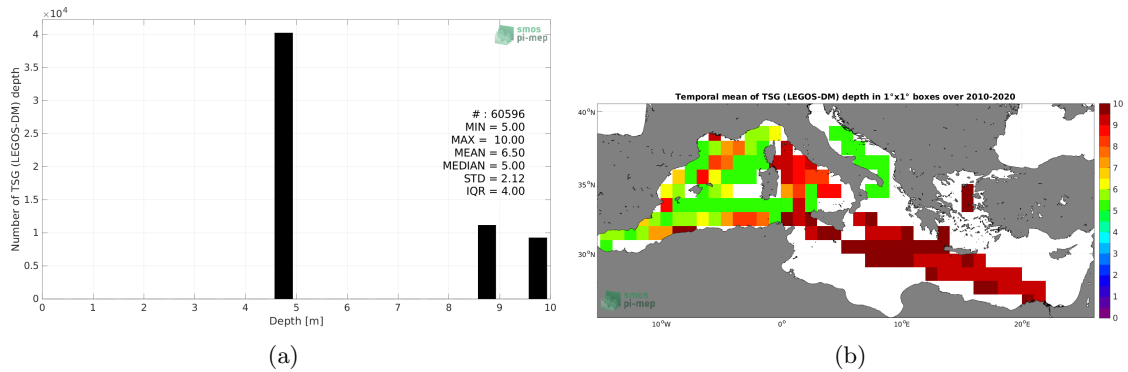 ×10⁴
4
3.5
3
2.5
2
1.5
1
0.5
0
Number of TSG (LEGOS-DM) depth
smos
pi-mep
# : 60596
MIN = 5.00
MAX = 10.00
MEAN = 6.50
MEDIAN = 5.00
STD = 2.12
IQR = 4.00
0 1 2 3 4 5 6 7 8 9 10
Depth [m]
(a)
Temporal mean of TSG (LEGOS-DM) depth in 1°x1° boxes over 2010-2020
40°N
35°N
30°N
smos
pi-mep
10°W 0° 10°E 20°E
10
9
8
7
6
5
4
3
2
1
0
(b)